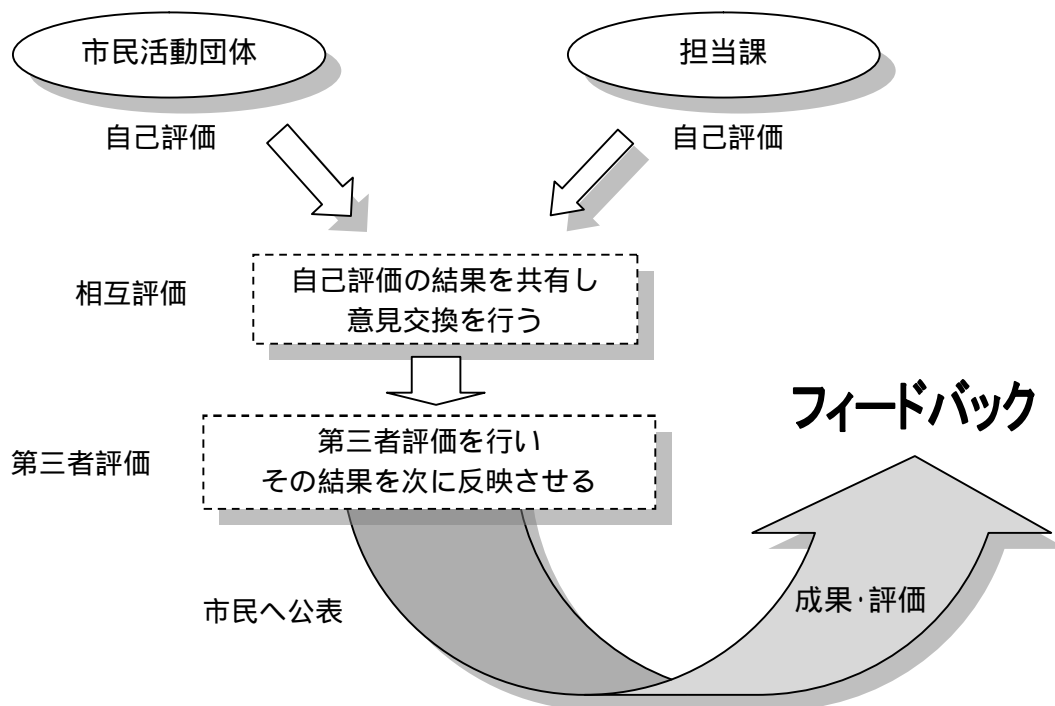 市民活動団体
担当課
自己評価
自己評価
相互評価
自己評価の結果を共有し
意見交換を行う
フィードバック
第三者評価
第三者評価を行い
その結果を次に反映させる
市民へ公表
成果・評価